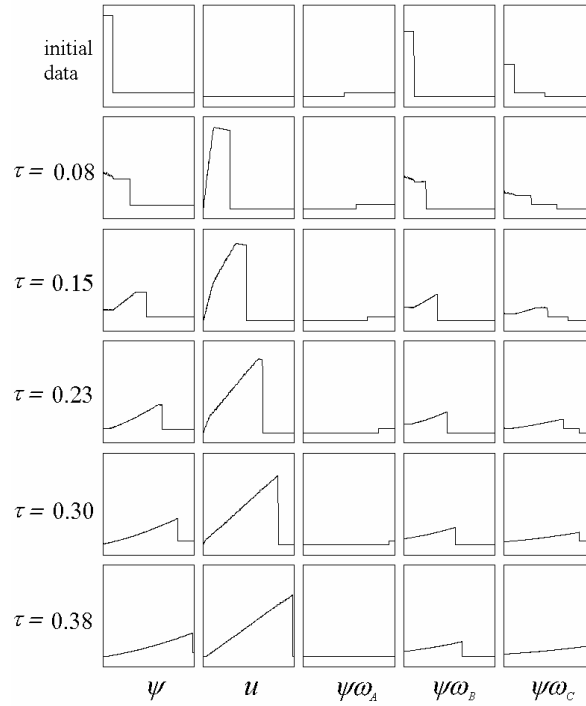 initial
data
τ = 0.08
τ = 0.15
τ = 0.23
τ = 0.30
τ = 0.38
ψ u ψω_A ψω_B ψω_C